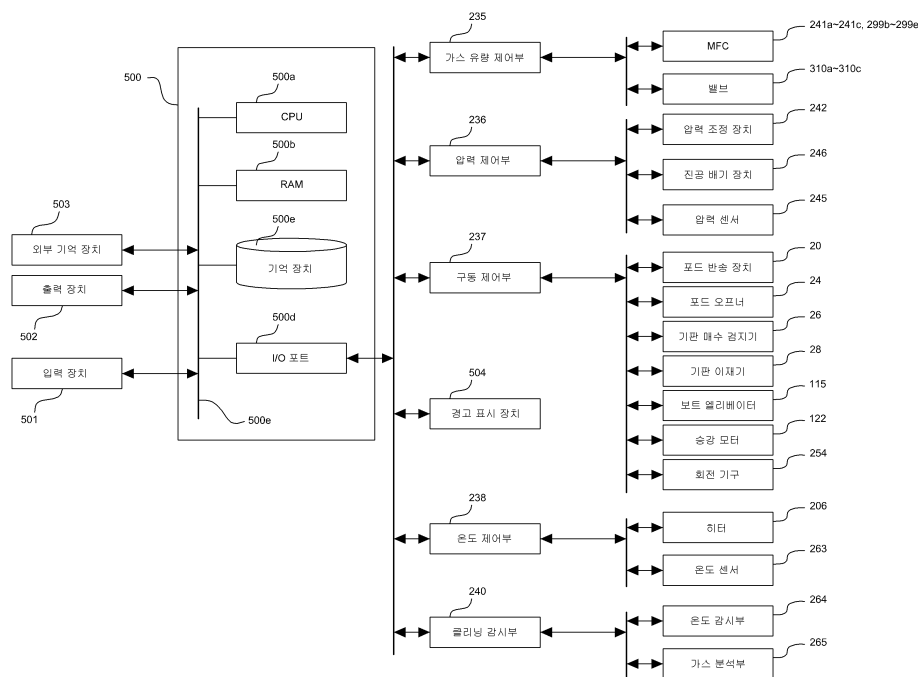 235
241a~241c, 299b~299e
가스 유량 제어부
MFC
310a~310c
밸브
500
500a
CPU
500b
RAM
236
압력 제어부
242
압력 조정 장치
246
진공 배기 장치
245
압력 센서
503
외부 기억 장치
출력 장치
502
입력 장치
501
500e
기억 장치
500d
I/O 포트
500e
237
구동 제어부
20
포드 반송 장치
24
포드 오프너
26
기판 매수 검지기
28
기판 이재기
115
보트 엘리베이터
122
승강 모터
254
회전 기구
504
경고 표시 장치
238
온도 제어부
206
히터
263
온도 센서
240
클리닝 감시부
264
온도 감시부
265
가스 분석부